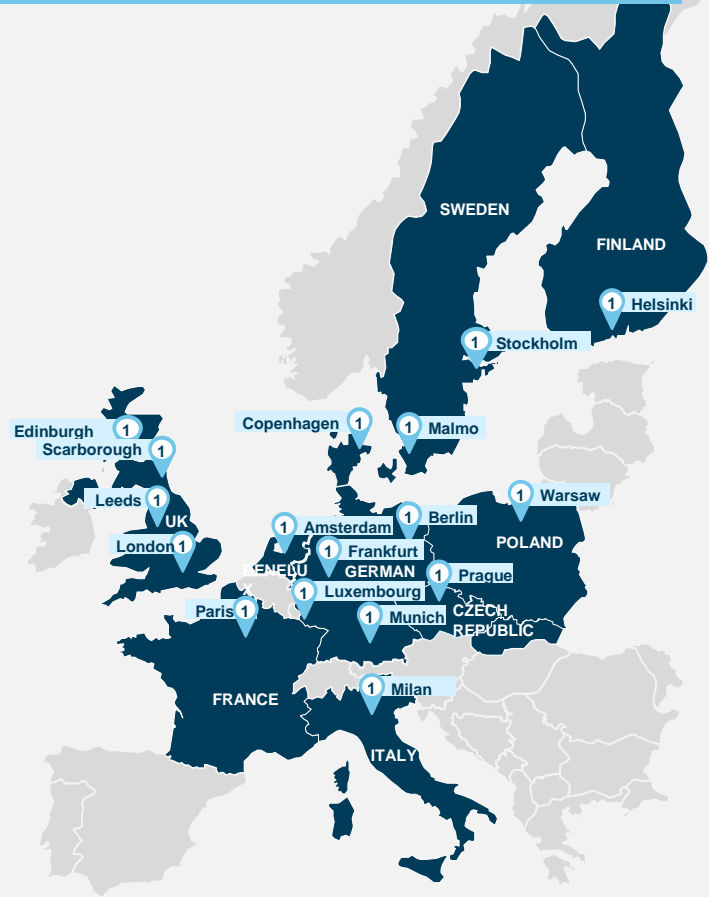 SWEDEN
FINLAND
1 Helsinki
1 Stockholm
Copenhagen 1
1 Malmo
Edinburgh 1
Scarborough 1
Leeds 1
UK
London 1
1 Warsaw
POLAND
1 Amsterdam
1 Berlin
1 Frankfurt
BENELU
X
GERMAN
1 Prague
1 Luxembourg
CZECH
REPUBLIC
Paris 1
1 Munich
1 Milan
FRANCE
ITALY